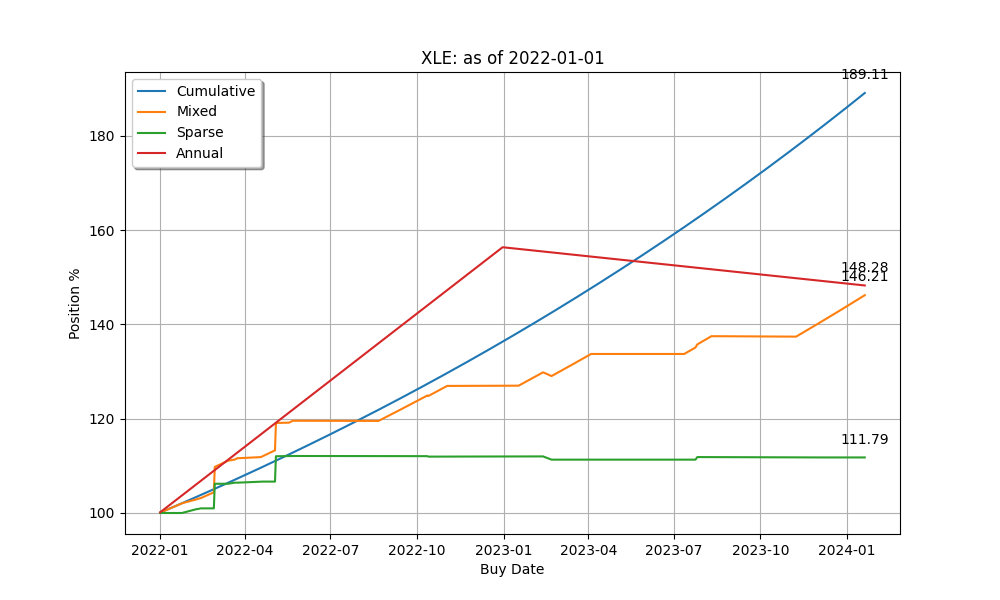 XLE: as of 2022-01-01
Cumulative
Mixed
Sparse
Annual
189.11
148.28
146.21
111.79
Position %
180
160
140
120
100
2022-01 2022-04 2022-07 2022-10 2023-01 2023-04 2023-07 2023-10 2024-01
Buy Date